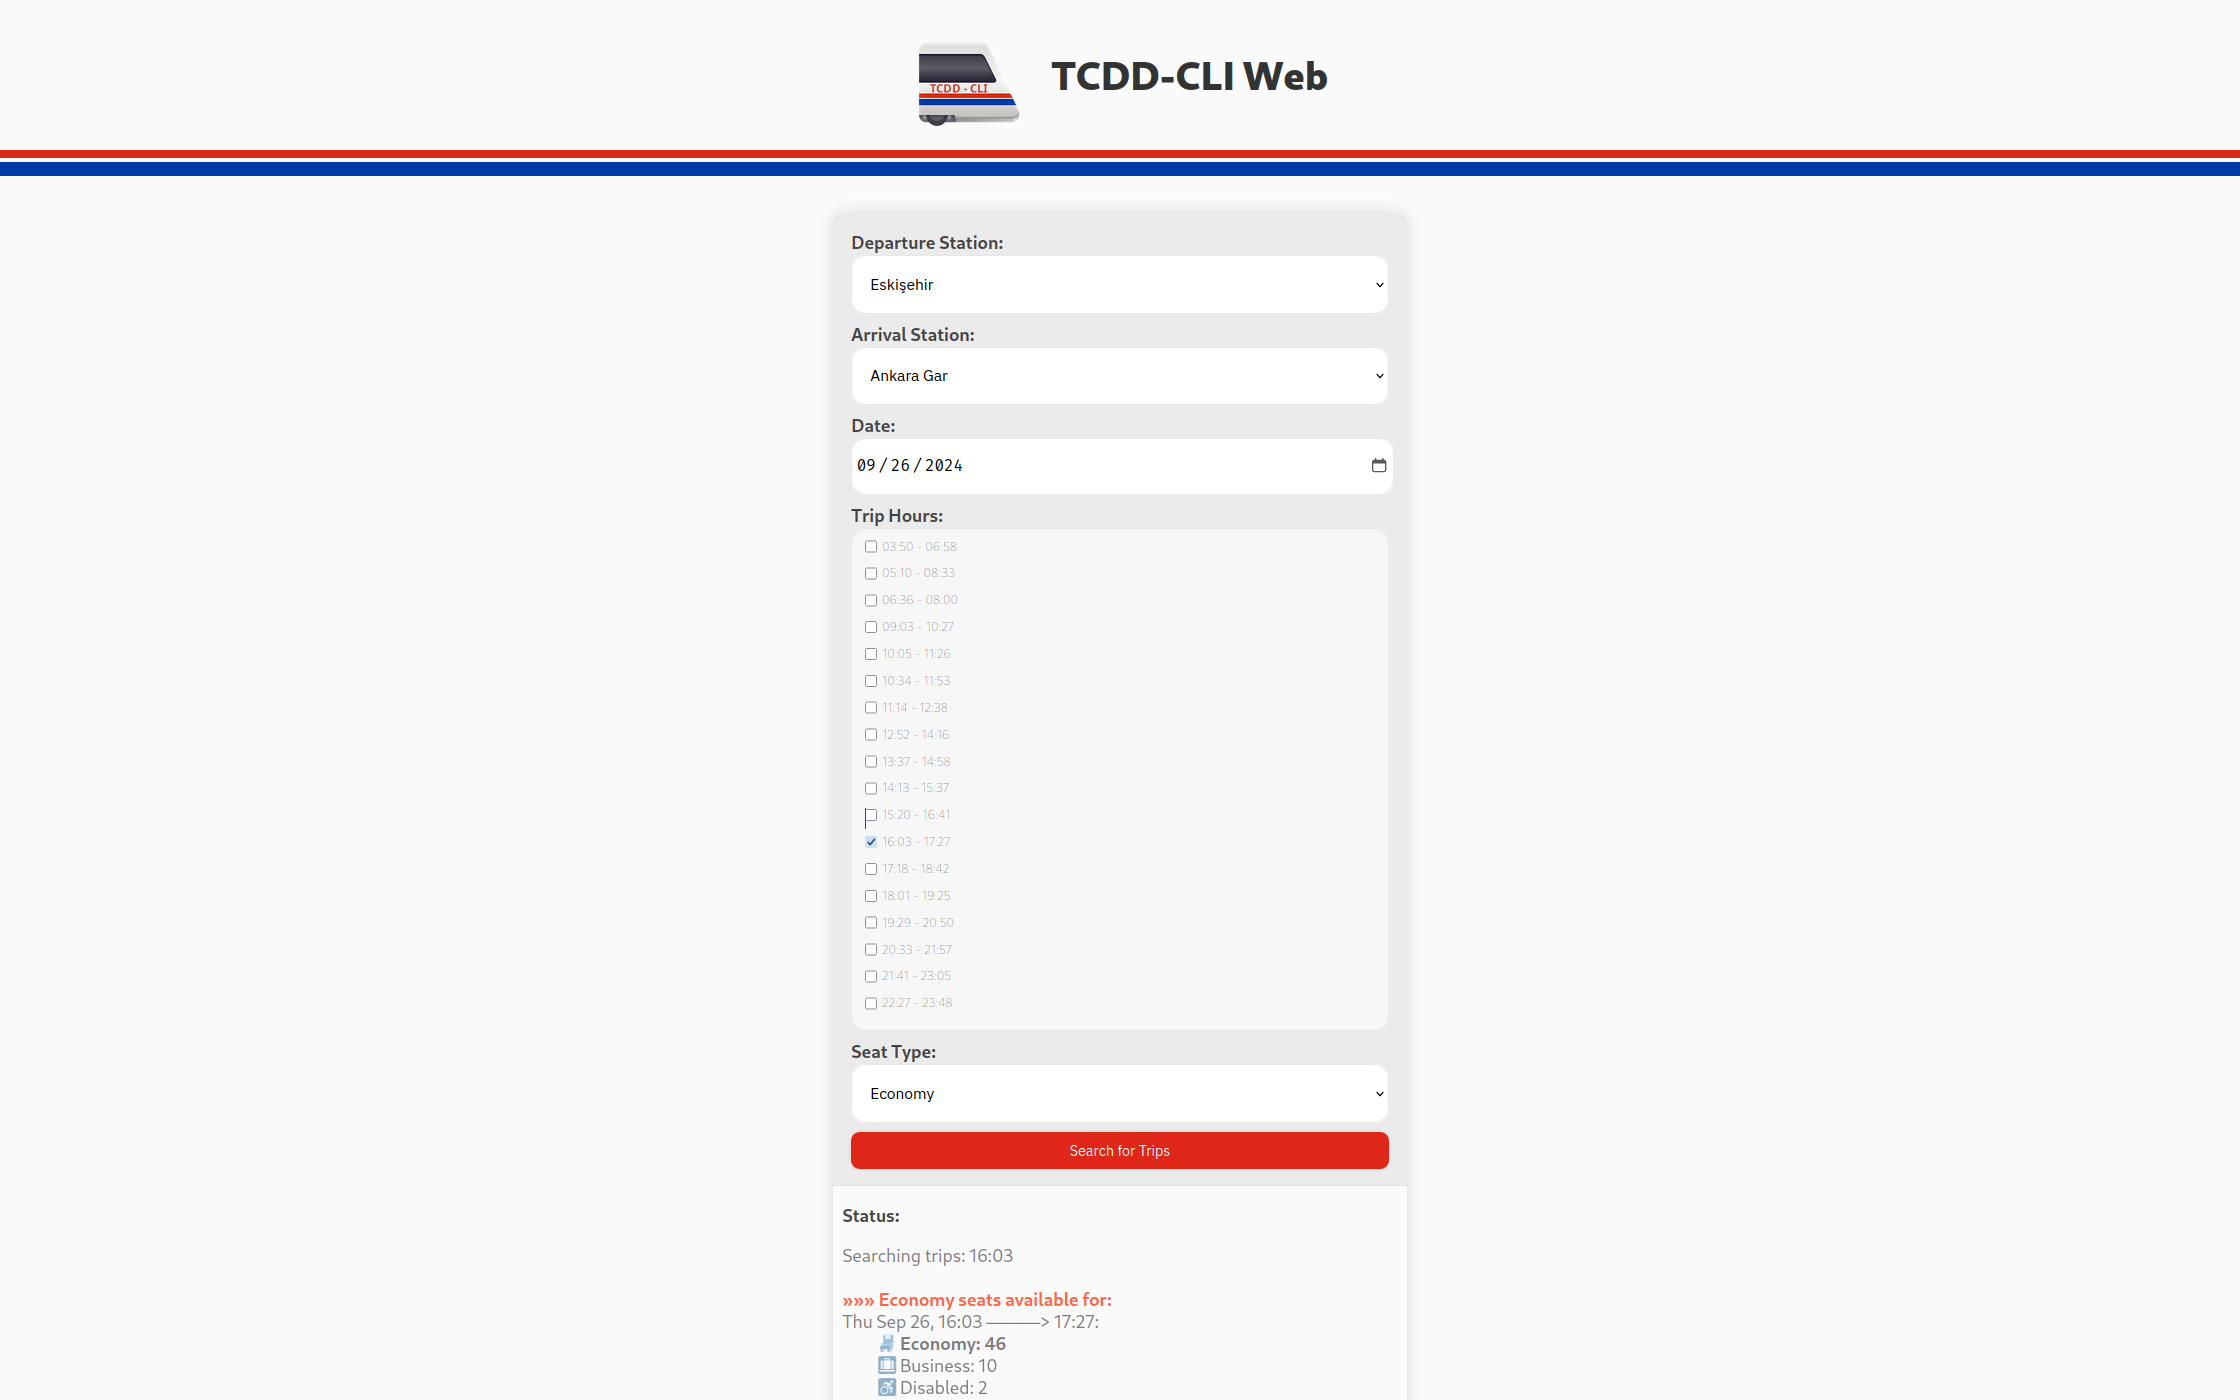 TCDD - CLI
TCDD-CLI Web
Departure Station:
Eskişehir
Arrival Station:
Ankara Gar
Date:
09/26/2024
Trip Hours:
03:50 - 06:58
05:10 - 08:33
06:36 - 08:00
09:03 - 10:27
10:05 - 11:26
10:34 - 11:53
11:14 - 12:38
12:52 - 14:16
13:37 - 14:58
14:13 - 15:37
15:20 - 16:41
16:03 - 17:27
17:18 - 18:42
18:01 - 19:25
19:29 - 20:50
20:33 - 21:57
21:41 - 23:05
22:27 - 23:48
Seat Type:
Economy
Search for Trips
Status:
Searching trips: 16:03
»»» Economy seats available for:
Thu Sep 26, 16:03 ———> 17:27:
Economy: 46
Business: 10
Disabled: 2